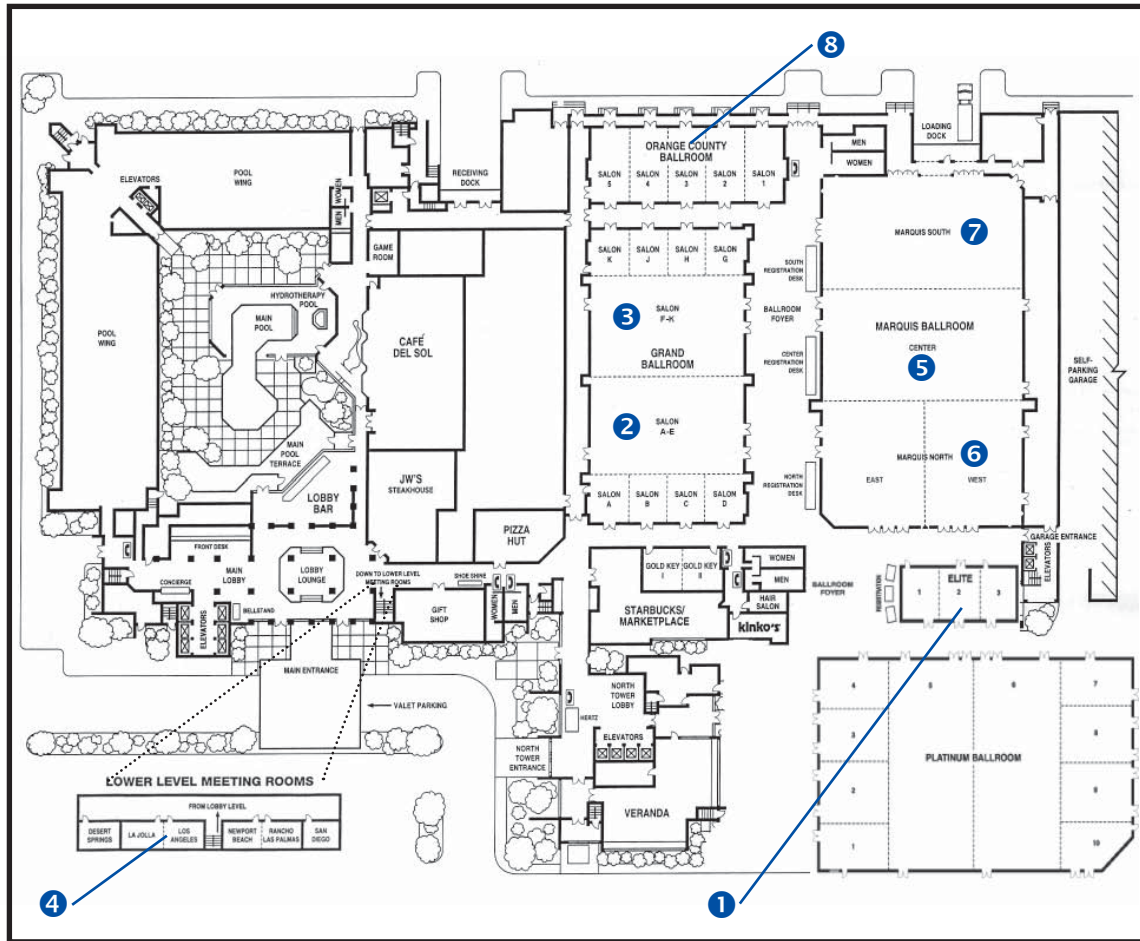 8
LOADING
DOCK
ORANGE COUNTY
BALLROOM
SALON
5
SALON
4
SALON
3
SALON
2
SALON
1
MEN
WOMEN
ELEVATORS
POOL
WING
WOMEN
MEN
RECEIVING
DOCK
GAME
ROOM
SALON
K
SALON
J
SALON
H
SALON
G
SOUTH
REGISTRATION
DESK
MARQUIS SOUTH
7
HYDROTHERAPY
POOL
MAIN
POOL
POOL
WING
CAFÉ
DEL SOL
3
SALON
F-K
GRAND
BALLROOM
BALLROOM
FOYER
CENTER
REGISTRATION
DESK
MARQUIS BALLROOM
CENTER
5
SELF-
PARKING
GARAGE
2
SALON
A-E
MAIN
POOL
TERRACE
LOBBY
BAR
JW'S
STEAKHOUSE
PIZZA
HUT
SALON
A
SALON
B
SALON
C
SALON
D
NORTH
REGISTRATION
DESK
MARQUIS NORTH
6
EAST
WEST
FRONT DESK
MAIN
LOBBY
LOBBY
LOUNGE
CONCIERGE
BELLSTAND
ELEVATORS
DOWN TO LOWER LEVEL
MEETING ROOMS
SHOE SHINE
GIFT
SHOP
WOMEN
MEN
GOLD KEY
I
GOLD KEY
II
WOMEN
MEN
HAIR
SALON
kinko's
STARBUCKS/
MARKETPLACE
BALLROOM
FOYER
REGISTRATION
ELITE
1
2
3
GARAGE ENTRANCE
ELEVATORS
MAIN ENTRANCE
VALET PARKING
NORTH
TOWER
LOBBY
HERTZ
ELEVATORS
NORTH
TOWER
ENTRANCE
VERANDA
4
5
6
7
3
8
PLATINUM BALLROOM
2
9
1
10
LOWER LEVEL MEETING ROOMS
FROM LOBBY LEVEL
DESERT
SPRINGS
LA JOLLA
LOS
ANGELES
NEWPORT
BEACH
RANCHO
LAS PALMAS
SAN
DIEGO
4
1